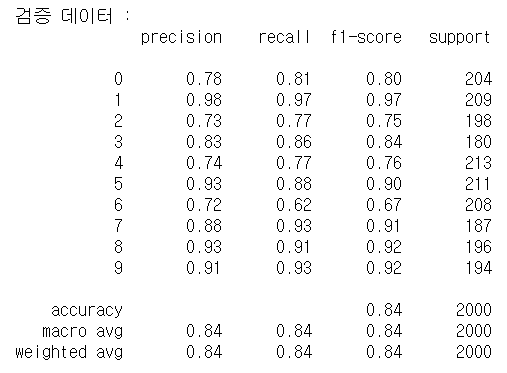 검증 데이터 :
precision recall f1-score support
0 0.78 0.81 0.80 204
1 0.98 0.97 0.97 209
2 0.73 0.77 0.75 198
3 0.83 0.86 0.84 180
4 0.74 0.77 0.76 213
5 0.93 0.88 0.90 211
6 0.72 0.62 0.67 208
7 0.88 0.93 0.91 187
8 0.93 0.91 0.92 196
9 0.91 0.93 0.92 194
accuracy 0.84 2000
macro avg 0.84 0.84 0.84 2000
weighted avg 0.84 0.84 0.84 2000